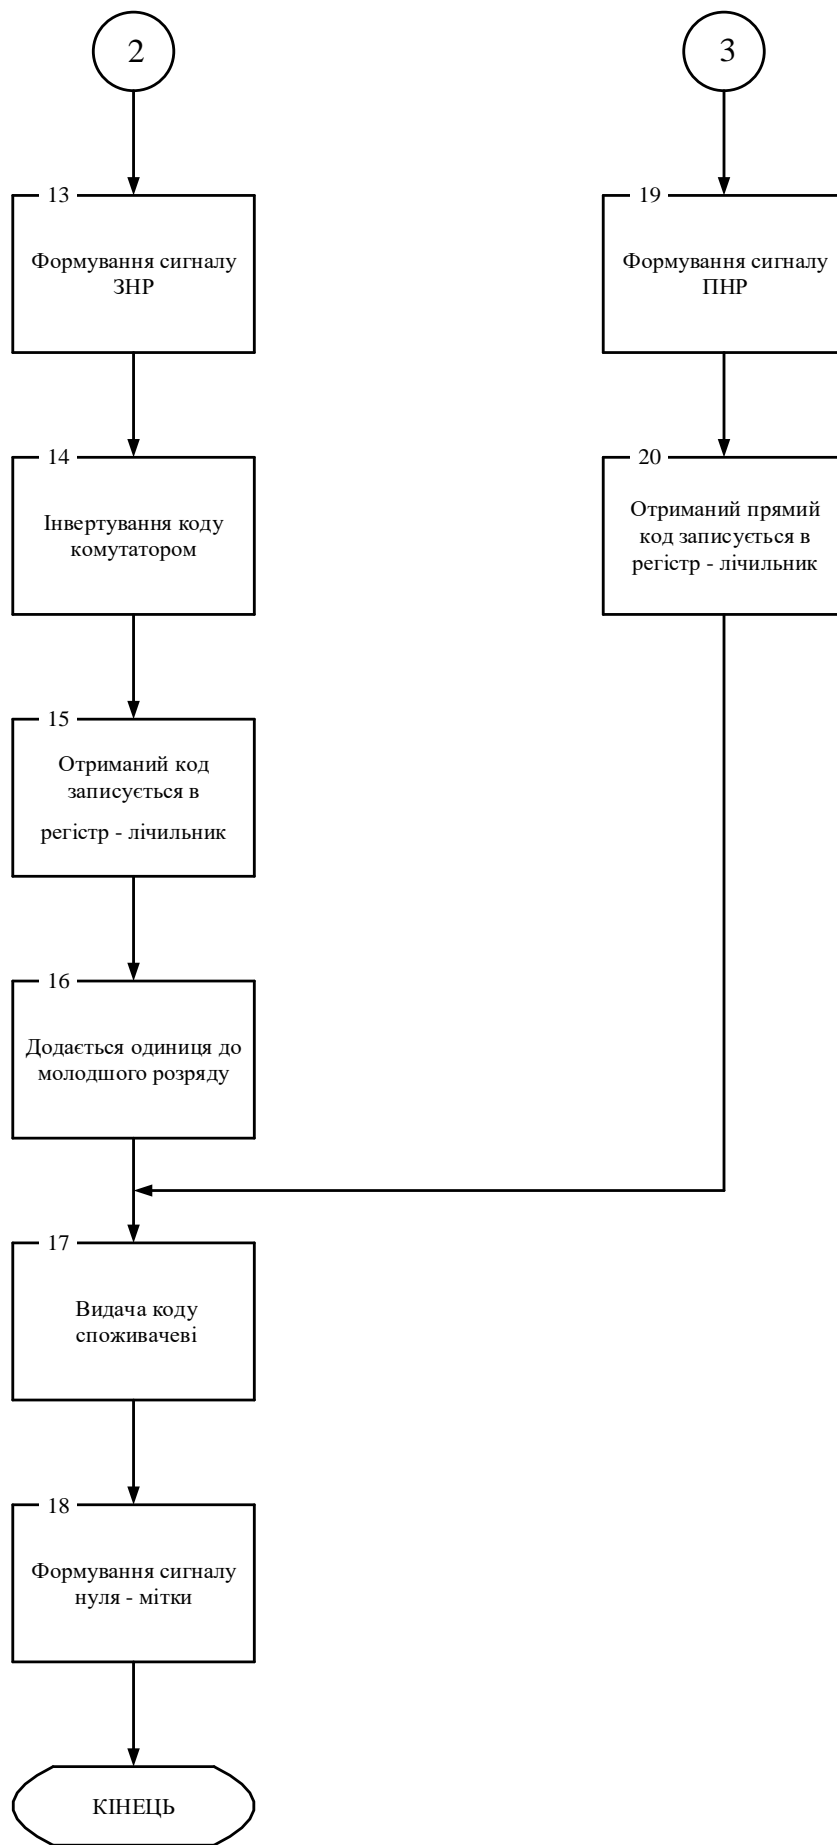 2
13
Формування сигналу
ЗНР
14
Інвертування коду
комутатором
15
Отриманий код
записується в
регістр - лічильник
16
Додається одиниця до
молодшого розряду
17
Видача коду
споживачеві
18
Формування сигналу
нуля - мітки
КІНЕЦЬ
3
19
Формування сигналу
ПНР
20
Отриманий прямий
код записується в
регістр - лічильник